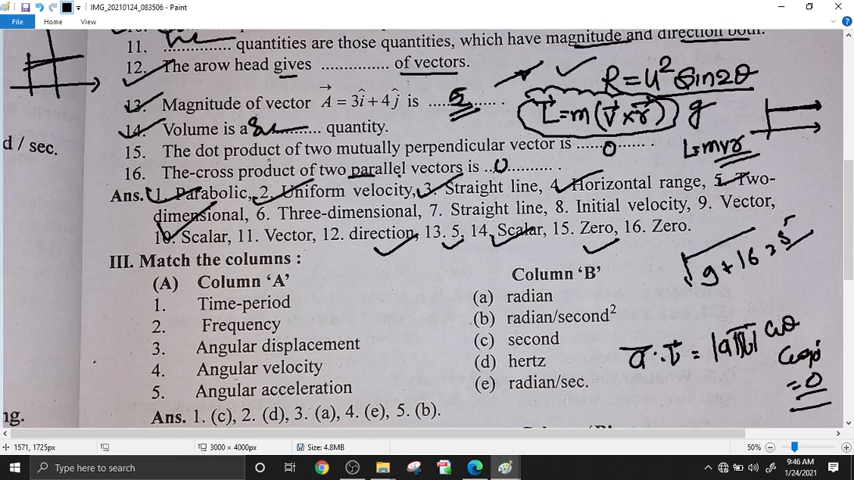 IMG_20210124_083506 - Paint
File Home View
11. ................ quantities are those quantities, which have magnitude and direction both.
12. The arow head gives ................ of vectors.
13. Magnitude of vector A⃗ = 3î + 4ĵ is ....5....
14. Volume is a ............ quantity.
15. The dot product of two mutually perpendicular vector is ......0......
16. The cross product of two parallel vectors is ..0............
R = u² Sin2θ
g
L⃗ = m(v⃗ × r⃗)
L = mvr
d / sec.
Ans. 1. Parabolic, 2. Uniform velocity, 3. Straight line, 4. Horizontal range, 5. Two-
dimensional, 6. Three-dimensional, 7. Straight line, 8. Initial velocity, 9. Vector,
10. Scalar, 11. Vector, 12. direction, 13. 5, 14. Scalar, 15. Zero, 16. Zero.
√9+16 = 5
III. Match the columns :
(A) Column 'A' Column 'B'
1. Time-period (a) radian
2. Frequency (b) radian/second²
3. Angular displacement (c) second
4. Angular velocity (d) hertz
5. Angular acceleration (e) radian/sec.
Ans. 1. (c), 2. (d), 3. (a), 4. (e), 5. (b).
= 0
ng.
1571, 1725px 3000 × 4000px Size: 4.8MB 50%
Type here to search
9:46 AM
1/24/2021